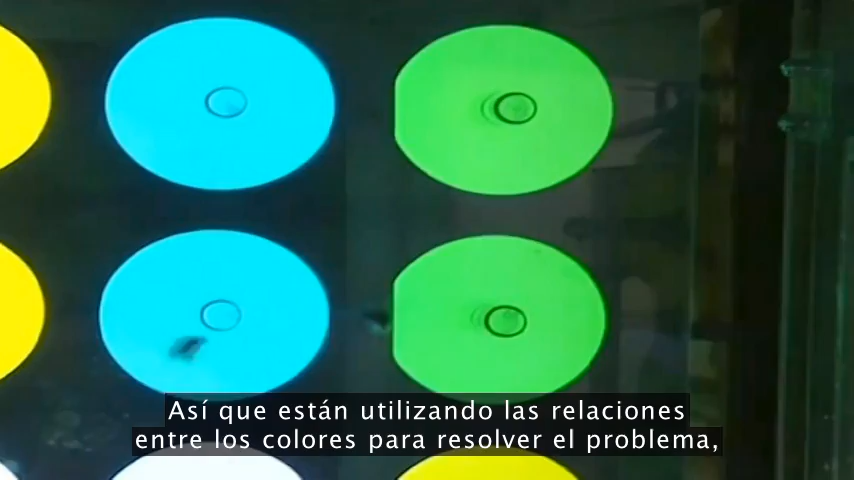 Así que están utilizando las relaciones
entre los colores para resolver el problema,